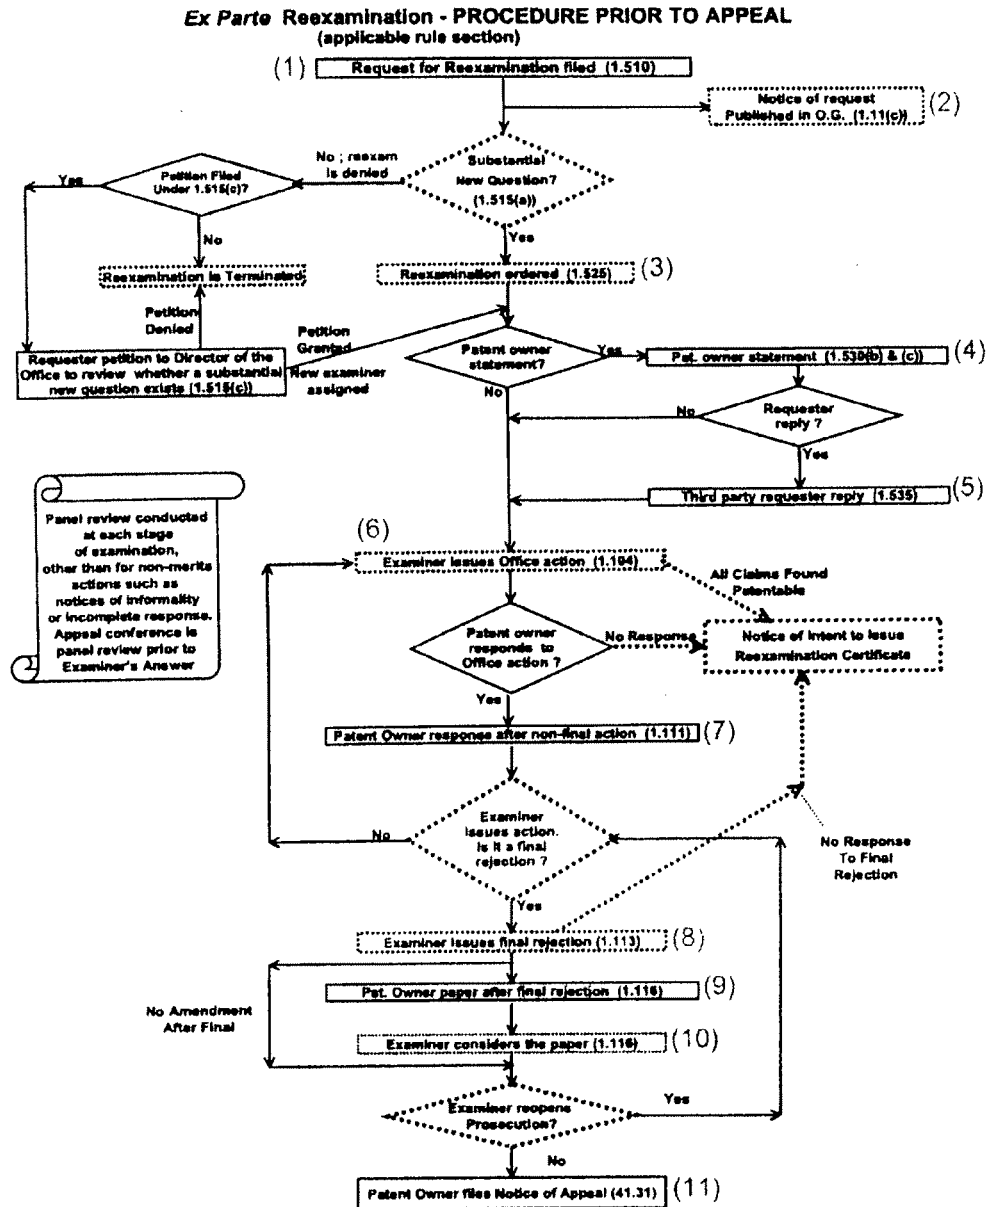 Ex Parte Reexamination - PROCEDURE PRIOR TO APPEAL
(applicable rule section)
(1) Request for Reexamination filed (1.510)
Notice of request
Published in O.G. (1.11(c)) (2)
Substantial
New Question?
(1.515(a))
No ; reexam
is denied
Petition Filed
Under 1.515(c)?
Yes
No
Yes
Reexamination is Terminated
Reexamination ordered (1.525) (3)
Petition
Denied
Petition
Granted
New examiner
assigned
Requester petition to Director of the
Office to review whether a substantial
new question exists (1.515(c))
Patent owner
statement?
Yes
Pat. owner statement (1.530(b) & (c)) (4)
No
Requester
reply ?
No
Yes
Third party requester reply (1.535) (5)
Panel review conducted
at each stage
of examination,
other than for non-merits
actions such as
notices of informality
or incomplete response.
Appeal conference is
panel review prior to
Examiner's Answer
(6)
Examiner issues Office action (1.104)
All Claims Found
Patentable
Patent owner
responds to
Office action ?
No Response
Notice of Intent to Issue
Reexamination Certificate
Yes
Patent Owner response after non-final action (1.111) (7)
Examiner
issues action.
Is it a final
rejection ?
No
No Response
To Final
Rejection
Yes
Examiner issues final rejection (1.113) (8)
Pat. Owner paper after final rejection (1.116) (9)
No Amendment
After Final
Examiner considers the paper (1.116) (10)
Examiner reopens
Prosecution?
Yes
No
Patent Owner files Notice of Appeal (41.31) (11)